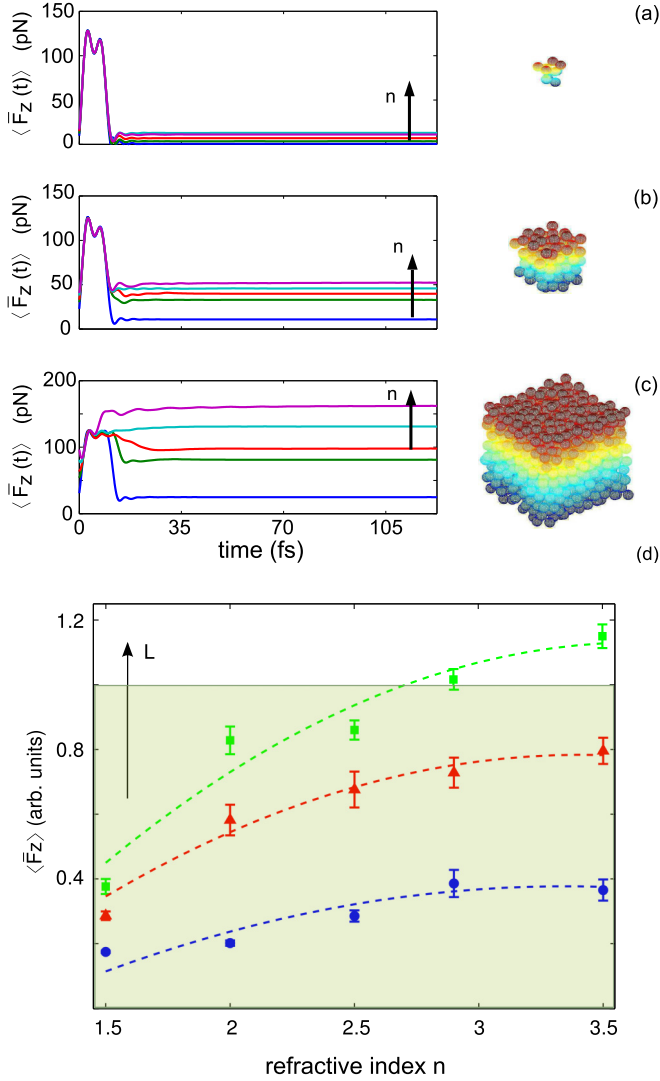 (a)
150
100
50
0
⟨F̄z(t)⟩ (pN)
n
(b)
150
100
50
0
⟨F̄z(t)⟩ (pN)
n
(c)
200
150
100
50
0
⟨F̄z(t)⟩ (pN)
n
0 35 70 105
time (fs)
(d)
1.2
0.8
0.4
⟨F̄z⟩ (arb. units)
L
1.5 2 2.5 3 3.5
refractive index n